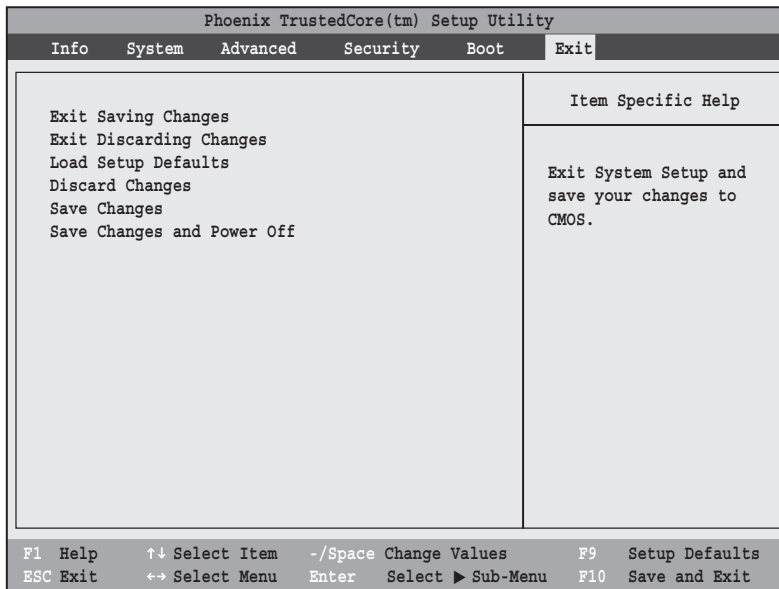 Phoenix TrustedCore(tm) Setup Utility
Info System Advanced Security Boot Exit
Exit Saving Changes
Exit Discarding Changes
Load Setup Defaults
Discard Changes
Save Changes
Save Changes and Power Off
Item Specific Help
Exit System Setup and
save your changes to
CMOS.
F1 Help ↑↓ Select Item -/Space Change Values F9 Setup Defaults
ESC Exit ←→ Select Menu Enter Select ▶ Sub-Menu F10 Save and Exit